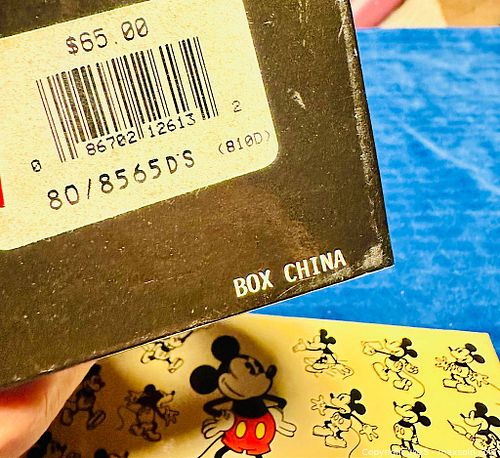 $65.00
0 86702 12613 2
80/8565D'S (810D)
BOX CHINA